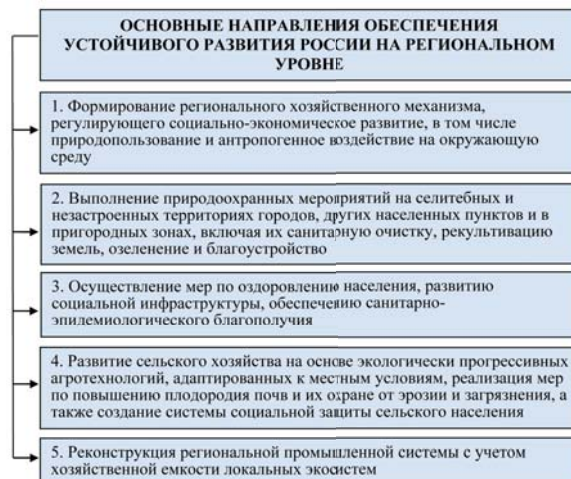 ОСНОВНЫЕ НАПРАВЛЕНИЯ ОБЕСПЕЧЕНИЯ
УСТОЙЧИВОГО РАЗВИТИЯ РОССИИ НА РЕГИОНАЛЬНОМ
УРОВНЕ
1. Формирование регионального хозяйственного механизма,
регулирующего социально-экономическое развитие, в том числе
природопользование и антропогенное воздействие на окружающую
среду
2. Выполнение природоохранных мероприятий на селитебных и
незастроенных территориях городов, других населенных пунктов и в
пригородных зонах, включая их санитарную очистку, рекультивацию
земель, озеленение и благоустройство
3. Осуществление мер по оздоровлению населения, развитию
социальной инфраструктуры, обеспечению санитарно-
эпидемиологического благополучия
4. Развитие сельского хозяйства на основе экологически прогрессивных
агротехнологий, адаптированных к местным условиям, реализация мер
по повышению плодородия почв и их охране от эрозии и загрязнения, а
также создание системы социальной защиты сельского населения
5. Реконструкция региональной промышленной системы с учетом
хозяйственной емкости локальных экосистем